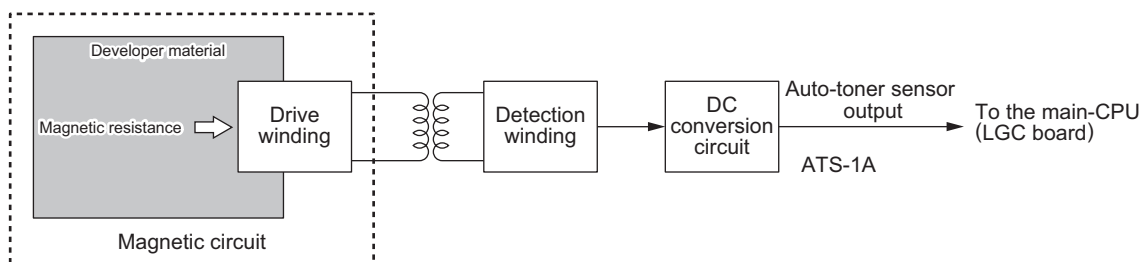 Developer material
Magnetic resistance
Drive
winding
Detection
winding
DC
conversion
circuit
Auto-toner sensor
output
ATS-1A
To the main-CPU
(LGC board)
Magnetic circuit